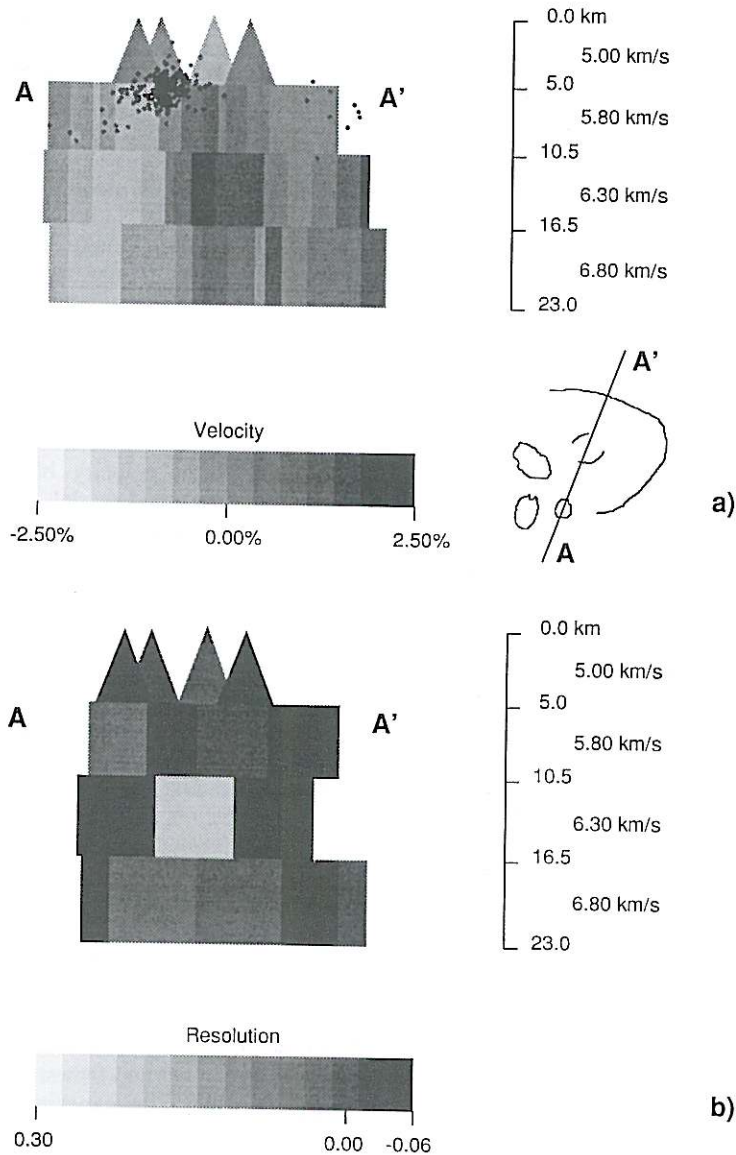 0.0 km
5.00 km/s
A
A'
5.0
5.80 km/s
10.5
6.30 km/s
16.5
6.80 km/s
23.0
A'
Velocity
-2.50%
0.00%
2.50%
A
a)
0.0 km
5.00 km/s
A
A'
5.0
5.80 km/s
10.5
6.30 km/s
16.5
6.80 km/s
23.0
Resolution
0.30
0.00
-0.06
b)